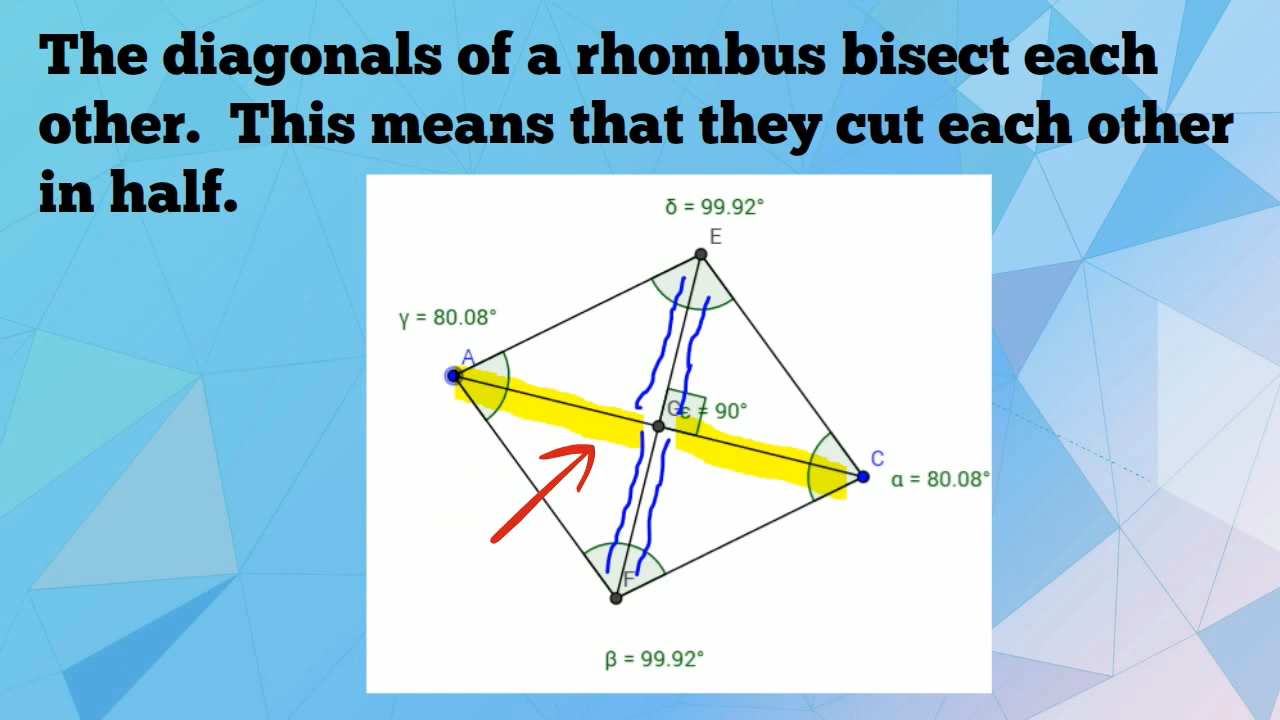 The diagonals of a rhombus bisect each
other. This means that they cut each other
in half.
δ = 99.92°
E
γ = 80.08°
A
G
ε = 90°
C
α = 80.08°
F
β = 99.92°